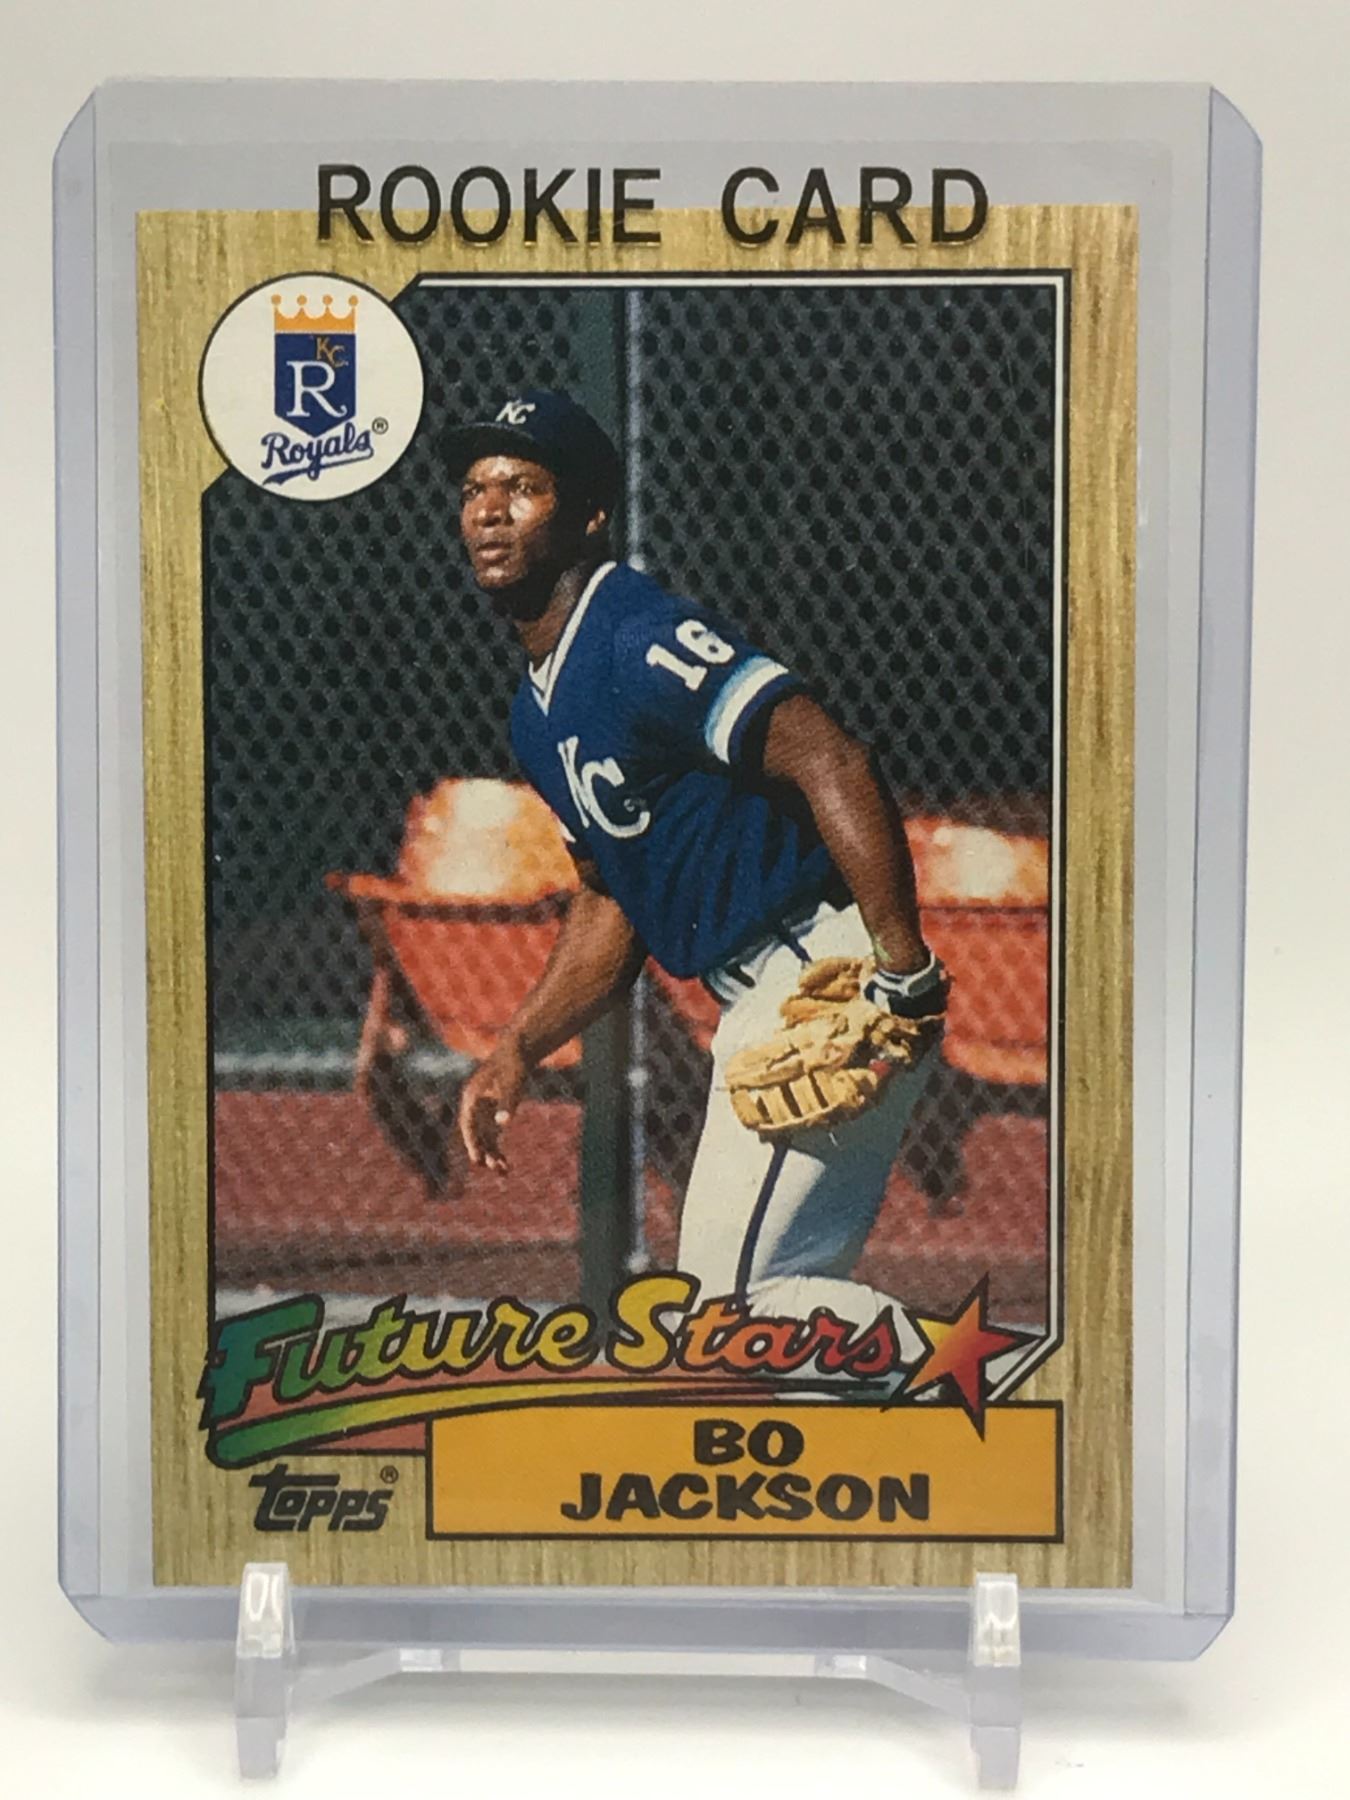 ROOKIE CARD
KC
R
Royals®
KC
16
KC
Future Stars
BO
JACKSON
TOPPS®